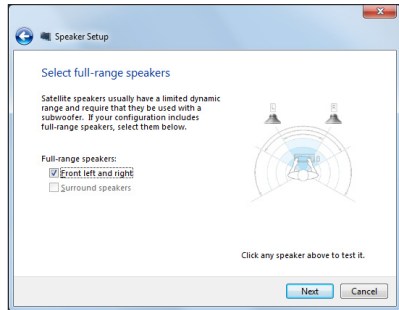 Speaker Setup
Select full-range speakers
Satellite speakers usually have a limited dynamic
range and require that they be used with a
subwoofer. If your configuration includes
full-range speakers, select them below.
L R
Full-range speakers:
Front left and right
Surround speakers
Click any speaker above to test it.
Next Cancel